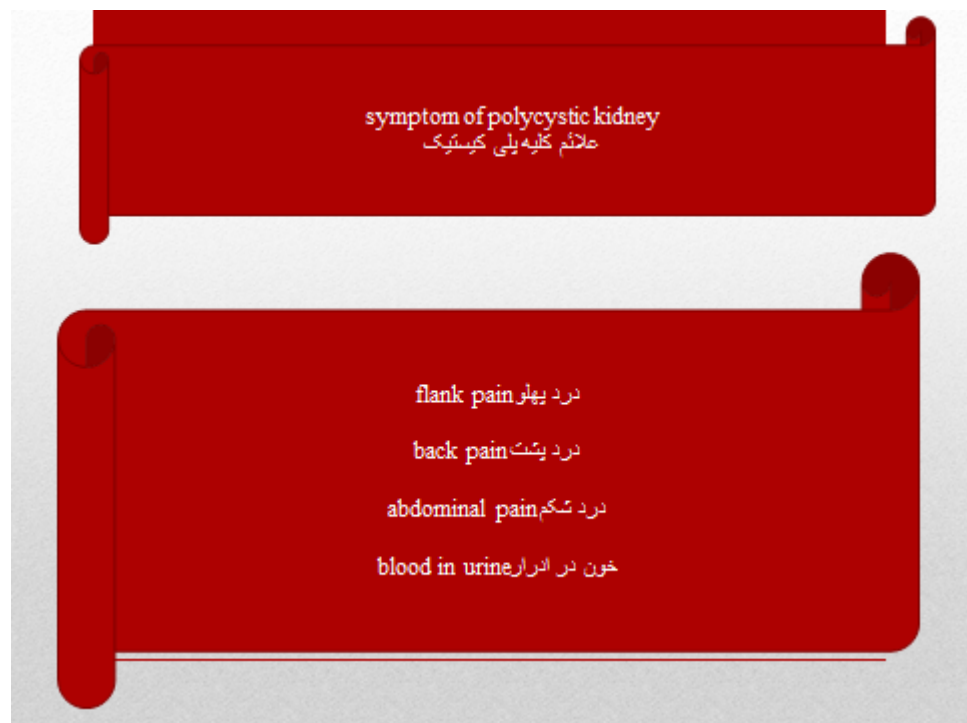 symptom of polycystic kidney
علائم کلیه پلی کیستیک
flank pain درد پهلو
back pain درد پشت
abdominal pain درد شکم
blood in urine خون در ادرار